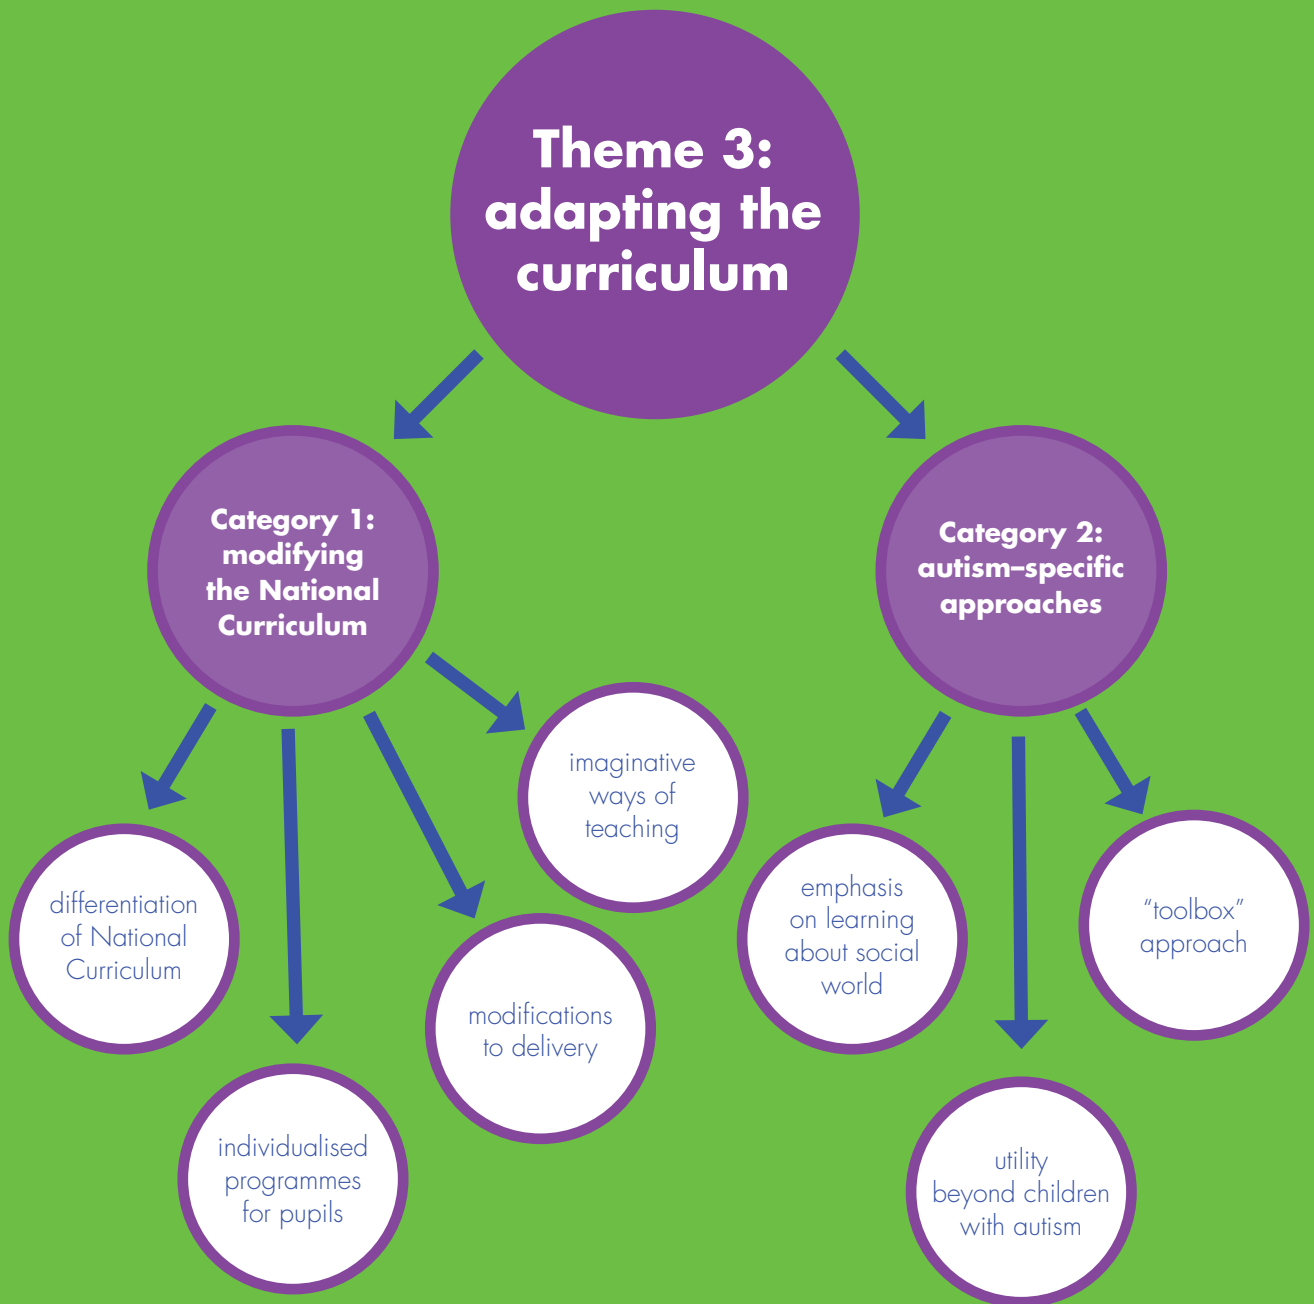 Theme 3:
adapting the
curriculum
Category 1:
modifying
the National
Curriculum
Category 2:
autism–specific
approaches
differentiation
of National
Curriculum
individualised
programmes
for pupils
modifications
to delivery
imaginative
ways of
teaching
emphasis
on learning
about social
world
utility
beyond children
with autism
“toolbox”
approach